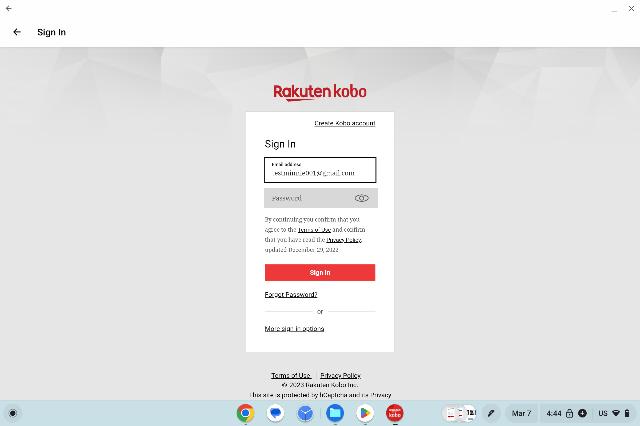 Sign In
Rakuten kobo
Create Kobo account
Sign In
Email address
testminnie001@gmail.com
Password
By continuing you confirm that you
agree to the Terms of Use and confirm
that you have read the Privacy Policy,
updated December 29, 2022
Sign In
Forgot Password?
or
More sign in options
Terms of Use | Privacy Policy
© 2023 Rakuten Kobo Inc.
This site is protected by hCaptcha and its Privacy
Mar 7
4:44
US